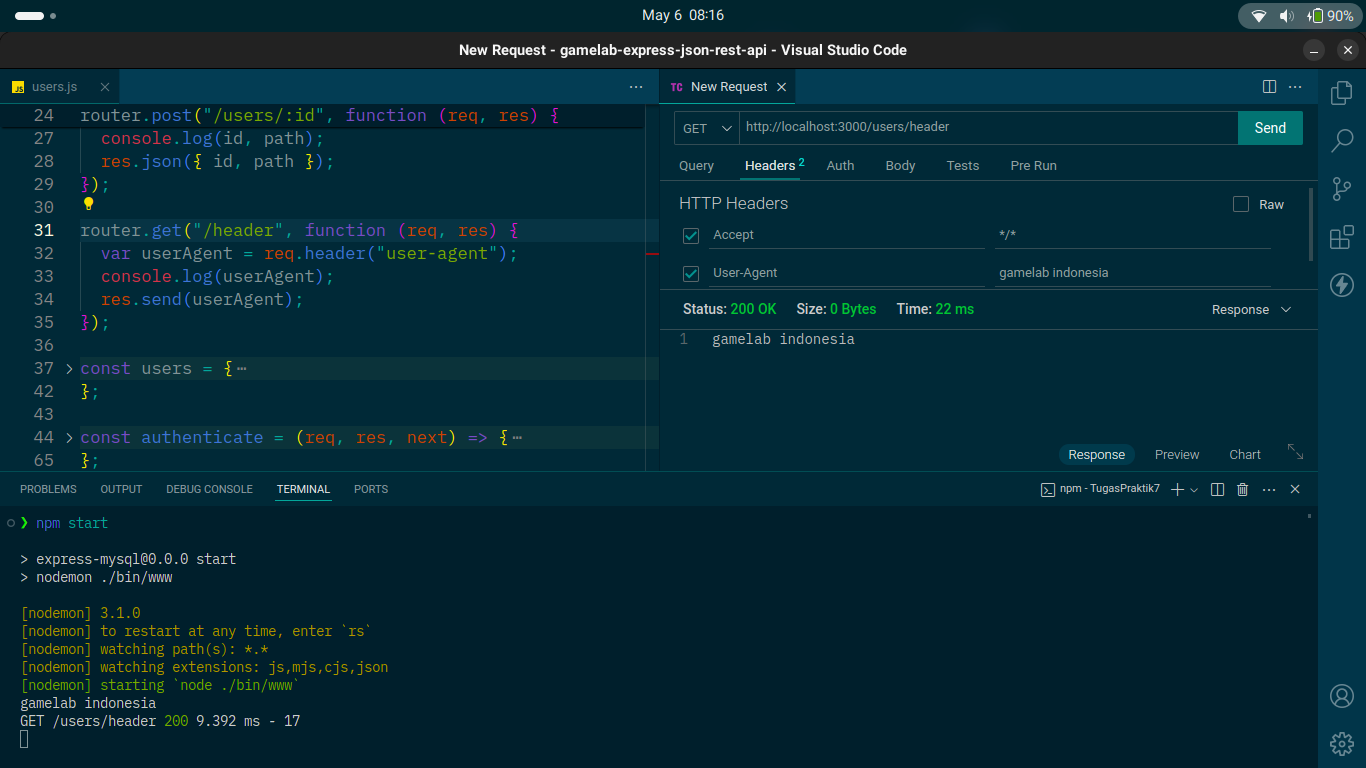 May 6 08:16
90%
New Request - gamelab-express-json-rest-api - Visual Studio Code
JS users.js
24 router.post("/users/:id", function (req, res) {
27 console.log(id, path);
28 res.json({ id, path });
29 });
30
31 router.get("/header", function (req, res) {
32 var userAgent = req.header("user-agent");
33 console.log(userAgent);
34 res.send(userAgent);
35 });
36
37 const users = {⋯
42 };
43
44 const authenticate = (req, res, next) => {⋯
65 };
TC New Request
GET http://localhost:3000/users/header Send
Query Headers 2 Auth Body Tests Pre Run
HTTP Headers Raw
Accept */*
User-Agent gamelab indonesia
Status: 200 OK Size: 0 Bytes Time: 22 ms Response
1 gamelab indonesia
Response Preview Chart
PROBLEMS OUTPUT DEBUG CONSOLE TERMINAL PORTS npm - TugasPraktik7
❯ npm start
> express-mysql@0.0.0 start
> nodemon ./bin/www
[nodemon] 3.1.0
[nodemon] to restart at any time, enter `rs`
[nodemon] watching path(s): *.*
[nodemon] watching extensions: js,mjs,cjs,json
[nodemon] starting `node ./bin/www`
gamelab indonesia
GET /users/header 200 9.392 ms - 17